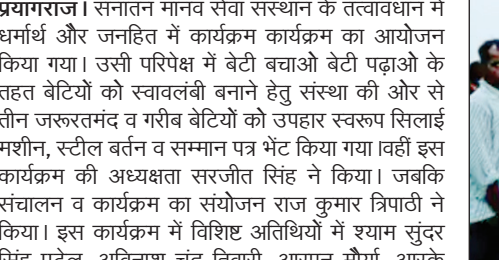 प्रयागराज। सनातन मानव सेवा संस्थान के तत्वावधान में
धर्मार्थ और जनहित में कार्यक्रम कार्यक्रम का आयोजन
किया गया। उसी परिपेक्ष में बेटी बचाओ बेटी पढ़ाओ के
तहत बेटियों को स्वावलंबी बनाने हेतु संस्था की ओर से
तीन जरूरतमंद व गरीब बेटियों को उपहार स्वरूप सिलाई
मशीन, स्टील बर्तन व सम्मान पत्र भेंट किया गया।वहीं इस
कार्यक्रम की अध्यक्षता सरजीत सिंह ने किया। जबकि
संचालन व कार्यक्रम का संयोजन राज कुमार त्रिपाठी ने
किया। इस कार्यक्रम में विशिष्ट अतिथियों में श्याम सुंदर
सिंह पटेल, अविनाश चंद्र तिवारी,